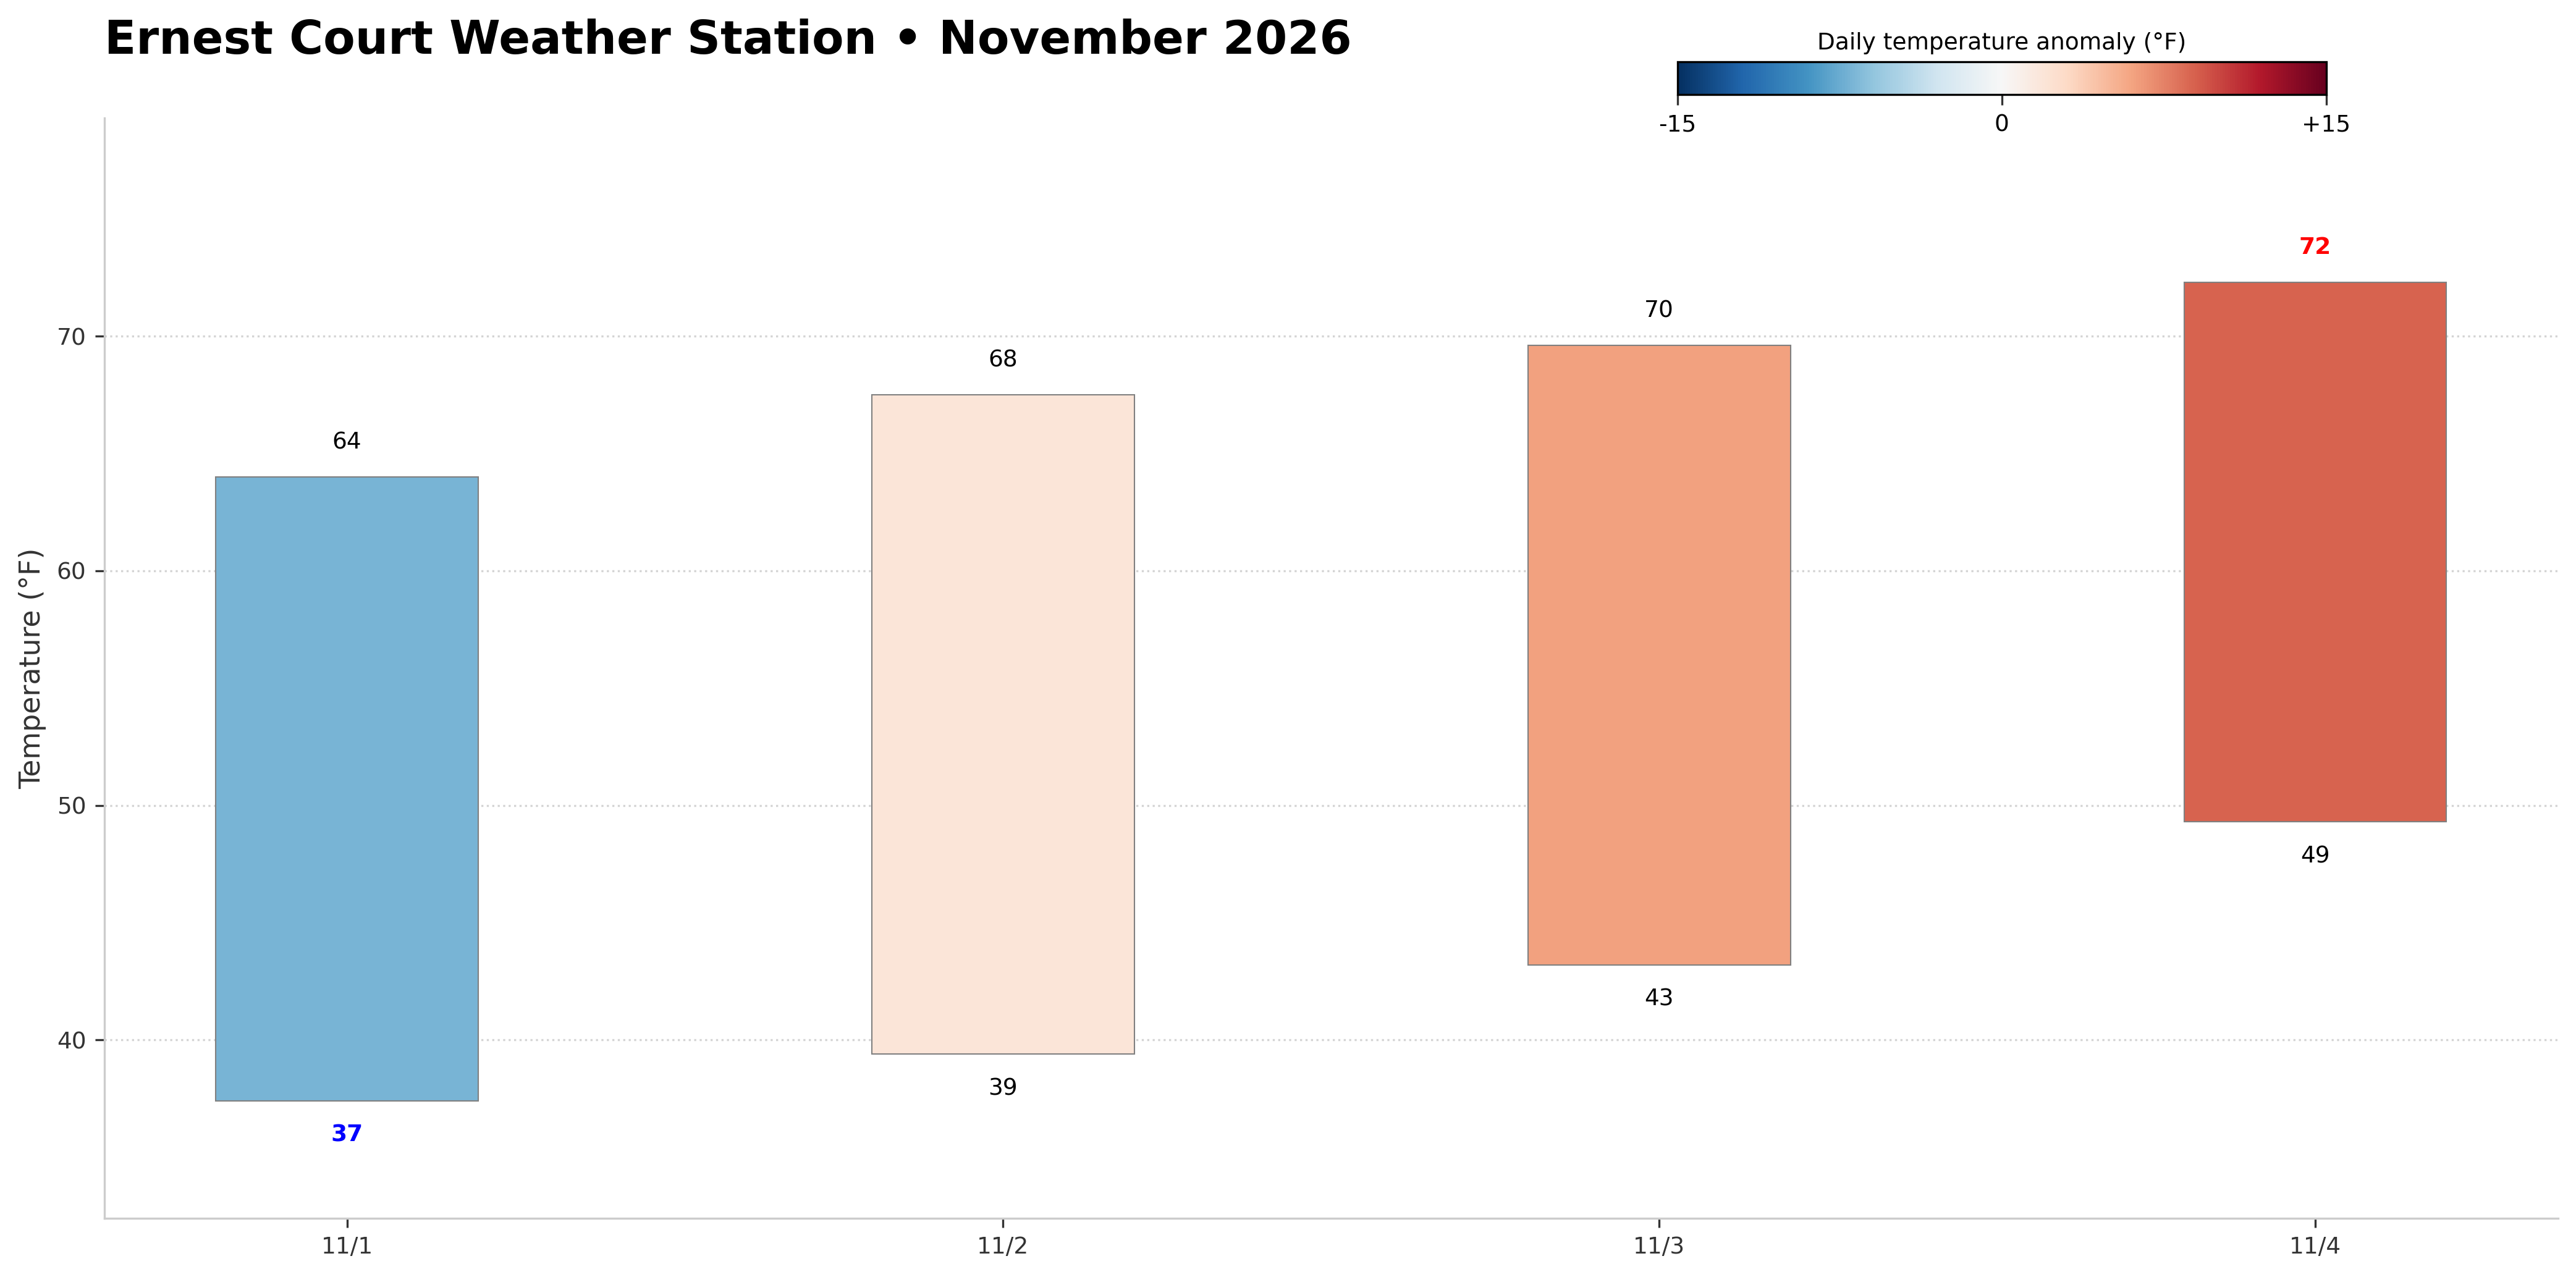 Ernest Court Weather Station • November 2026
Daily temperature anomaly (°F)
-15 0 +15
Temperature (°F)
70
60
50
40
64
37
68
39
70
43
72
49
11/1 11/2 11/3 11/4